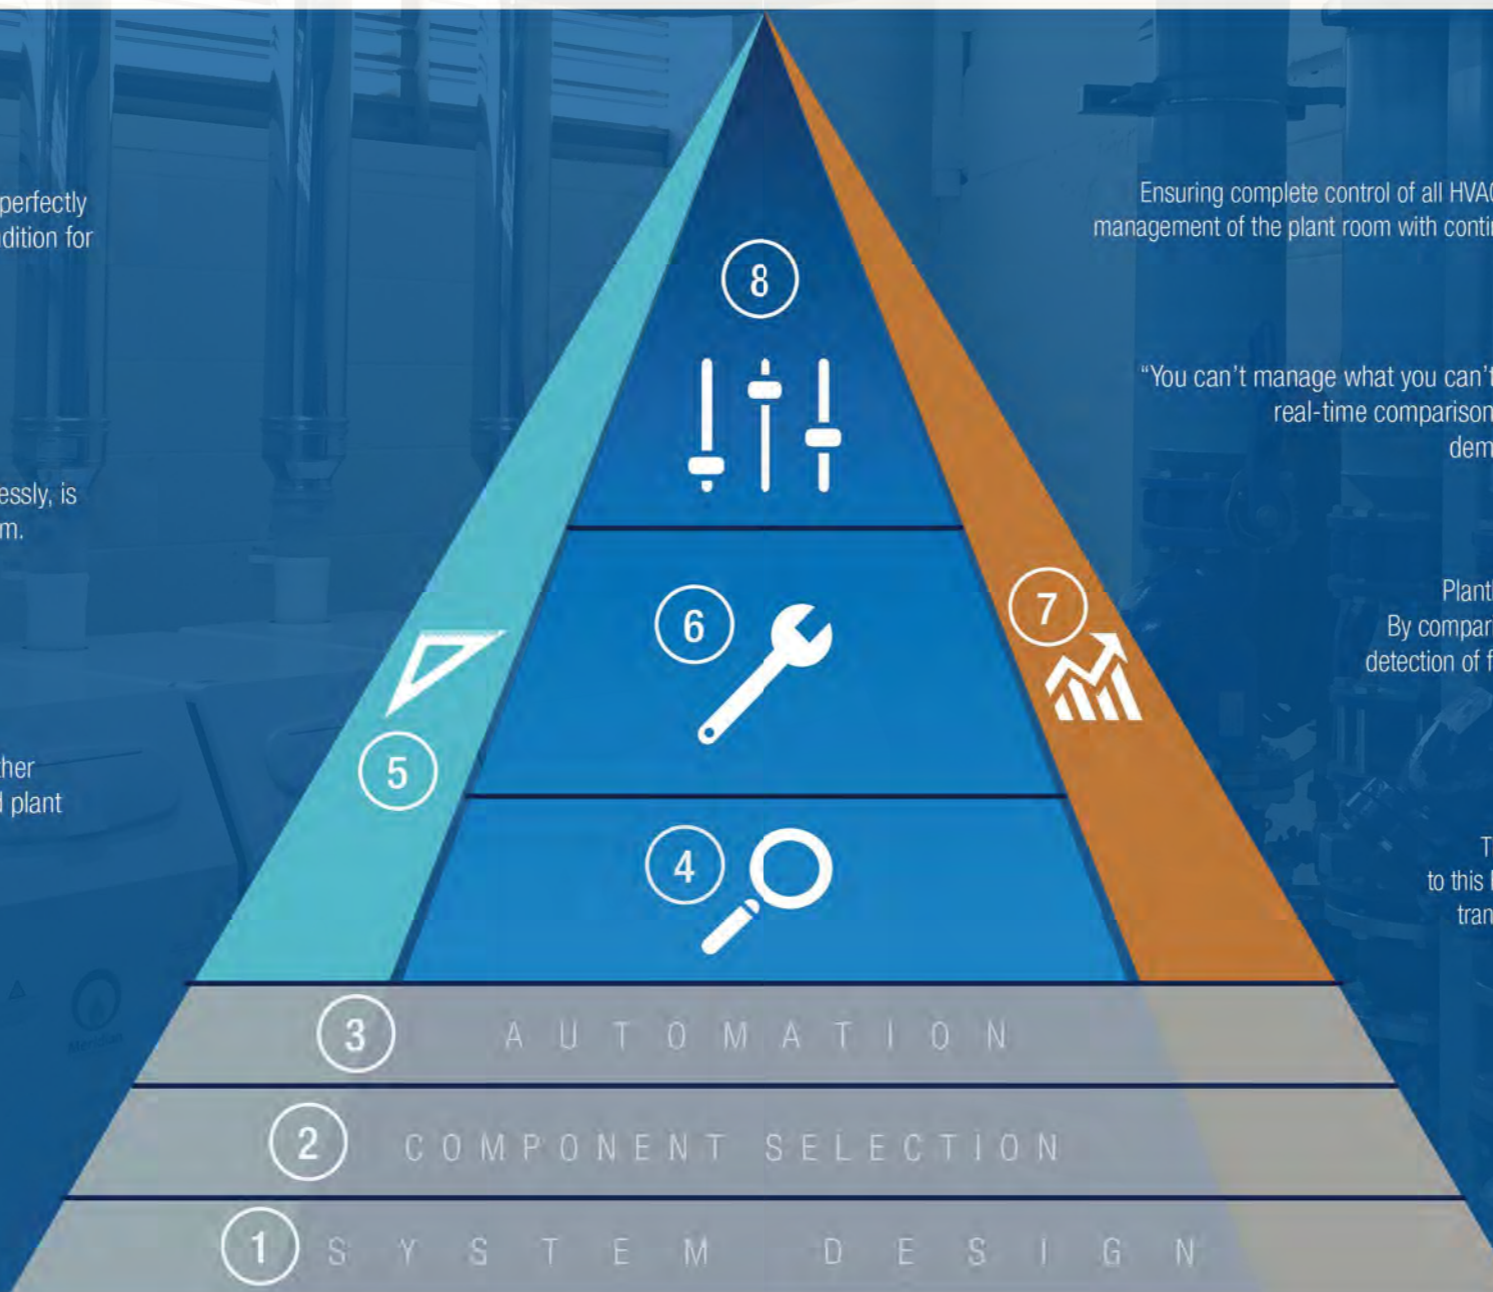 perfectly
dition for
essly, is
m.
ther
plant
8
6
7
5
4
3 AUTOMATION
2 COMPONENT SELECTION
1 SYSTEM DESIGN
Ensuring complete control of all HVAC
management of the plant room with contin
“You can’t manage what you can’t
real-time comparison
dem
Plant
By compar
detection of f
T
to this
tran